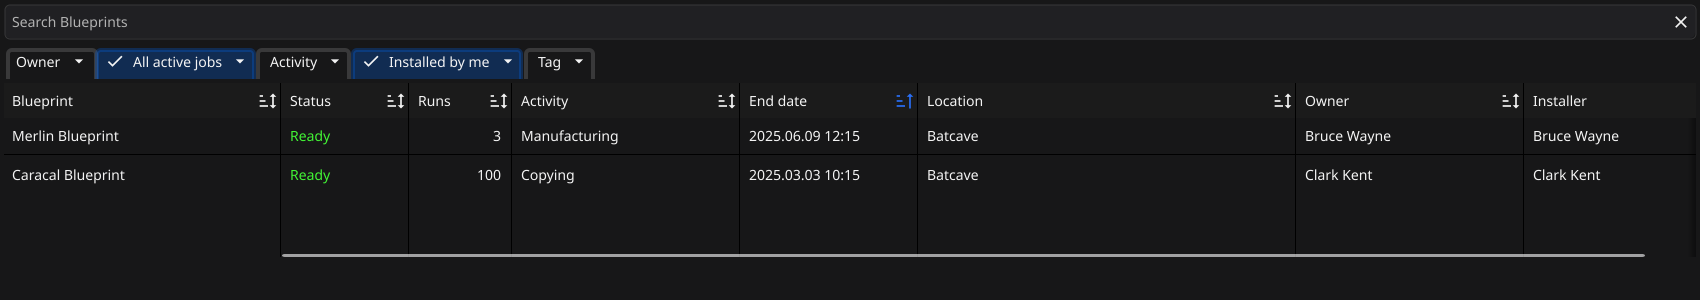 Search Blueprints
Owner All active jobs Activity Installed by me Tag
Blueprint Status Runs Activity End date Location Owner Installer
Merlin Blueprint Ready 3 Manufacturing 2025.06.09 12:15 Batcave Bruce Wayne Bruce Wayne
Caracal Blueprint Ready 100 Copying 2025.03.03 10:15 Batcave Clark Kent Clark Kent